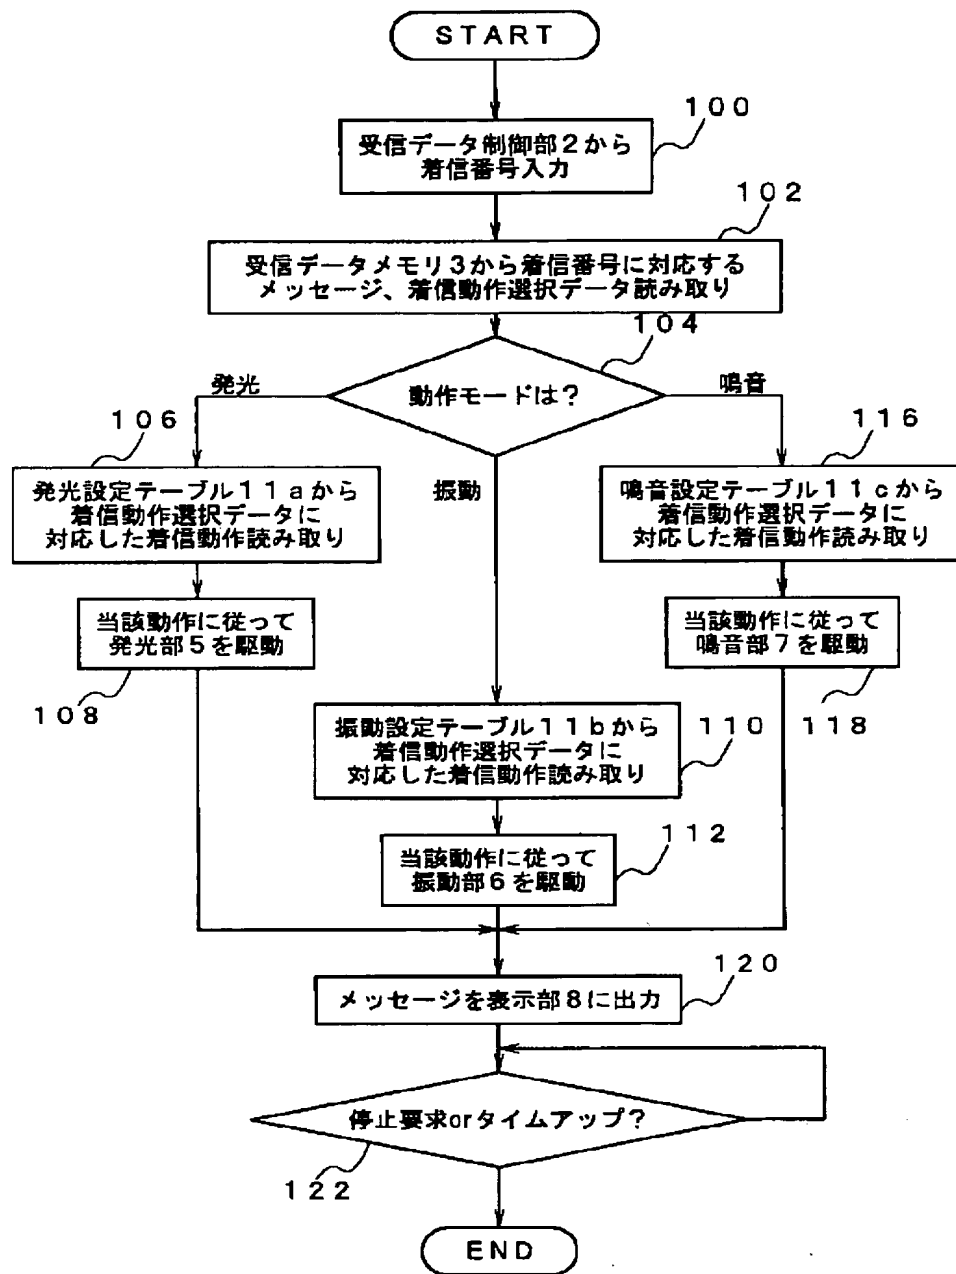 START
100
受信データ制御部2から
着信番号入力
102
受信データメモリ3から着信番号に対応する
メッセージ、着信動作選択データ読み取り
104
動作モードは?
発光
鳴音
振動
106
発光設定テーブル11aから
着信動作選択データに
対応した着信動作読み取り
116
鳴音設定テーブル11cから
着信動作選択データに
対応した着信動作読み取り
当該動作に従って
発光部5を駆動
108
当該動作に従って
鳴音部7を駆動
118
振動設定テーブル11bから
着信動作選択データに
対応した着信動作読み取り
110
当該動作に従って
振動部6を駆動
112
メッセージを表示部8に出力
120
停止要求orタイムアップ?
122
END